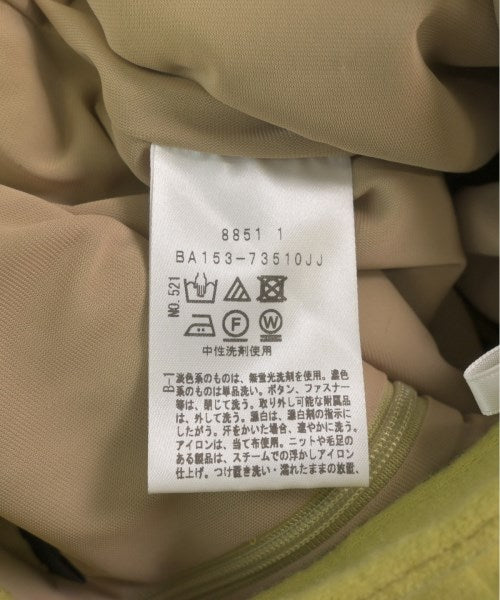 8851 1
BA153-73510JJ
NO.521
F W
中性洗剤使用
B-1
淡色系のものは、無蛍光洗剤を使用。濃色
系のものは単品洗い。ボタン、ファスナー
等は、閉じて洗う。取り外し可能な附属品
は、外して洗う。漂白は、漂白剤の指示に
したがう。汗をかいた場合、速やかに洗う。
アイロンは、当て布使用。ニットや毛足の
ある製品は、スチームでの浮かしアイロン
仕上げ。つけ置き洗い・濡れたままの放置、